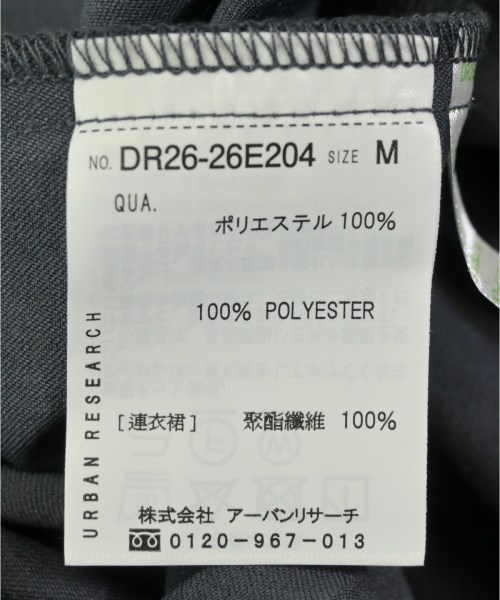 NO. DR26-26E204 SIZE M
QUA.
ポリエステル 100%
100% POLYESTER
[連衣裙] 聚酯纖維 100%
URBAN RESEARCH
株式会社 アーバンリサーチ
0120-967-013